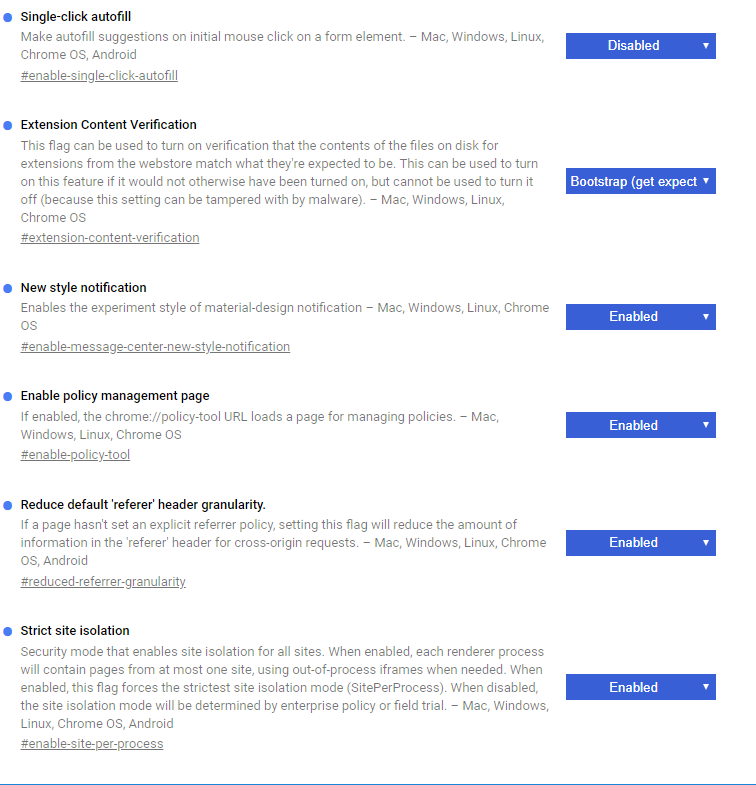 Single-click autofill
Make autofill suggestions on initial mouse click on a form element. – Mac, Windows, Linux,
Chrome OS, Android
#enable-single-click-autofill
Disabled
Extension Content Verification
This flag can be used to turn on verification that the contents of the files on disk for
extensions from the webstore match what they're expected to be. This can be used to turn
on this feature if it would not otherwise have been turned on, but cannot be used to turn it
off (because this setting can be tampered with by malware). – Mac, Windows, Linux,
Chrome OS
#extension-content-verification
Bootstrap (get expect
New style notification
Enables the experiment style of material-design notification – Mac, Windows, Linux, Chrome
OS
#enable-message-center-new-style-notification
Enabled
Enable policy management page
If enabled, the chrome://policy-tool URL loads a page for managing policies. – Mac,
Windows, Linux, Chrome OS
#enable-policy-tool
Enabled
Reduce default 'referer' header granularity.
If a page hasn't set an explicit referrer policy, setting this flag will reduce the amount of
information in the 'referer' header for cross-origin requests. – Mac, Windows, Linux, Chrome
OS, Android
#reduced-referrer-granularity
Enabled
Strict site isolation
Security mode that enables site isolation for all sites. When enabled, each renderer process
will contain pages from at most one site, using out-of-process iframes when needed. When
enabled, this flag forces the strictest site isolation mode (SitePerProcess). When disabled,
the site isolation mode will be determined by enterprise policy or field trial. – Mac, Windows,
Linux, Chrome OS, Android
#enable-site-per-process
Enabled